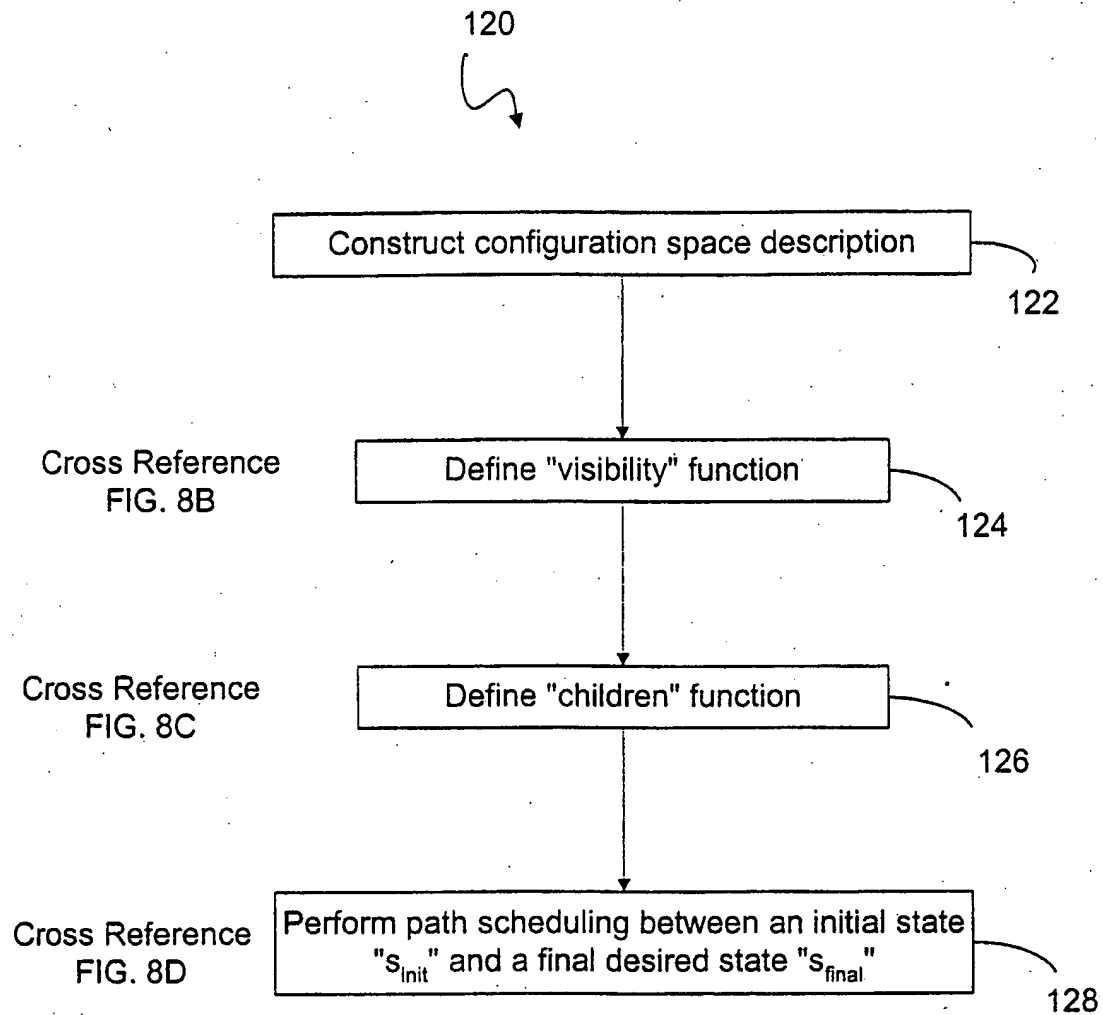 120
Construct configuration space description
122
Cross Reference
FIG. 8B
Define "visibility" function
124
Cross Reference
FIG. 8C
Define "children" function
126
Cross Reference
FIG. 8D
Perform path scheduling between an initial state
"s_init" and a final desired state "s_final"
128